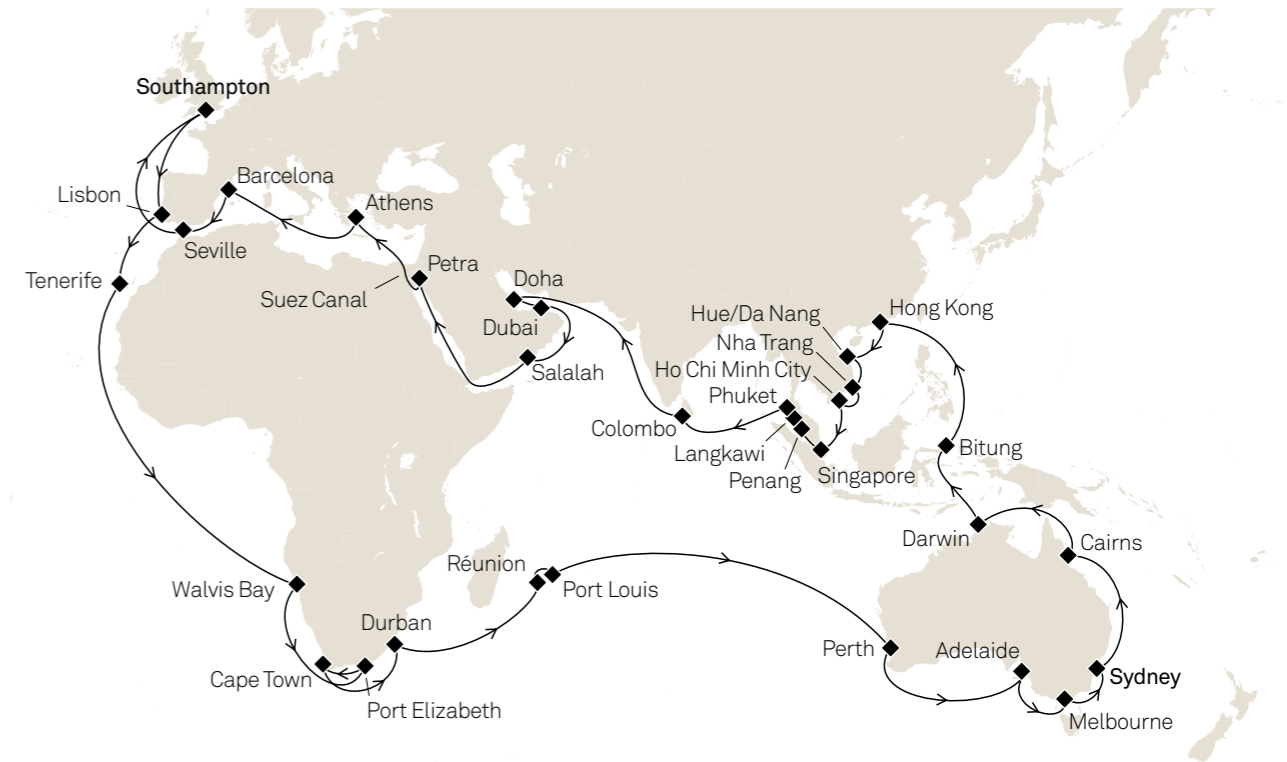 Southampton
Barcelona
Lisbon
Athens
Seville
Petra
Tenerife
Suez Canal
Doha
Dubai
Salalah
Hue/Da Nang
Hong Kong
Nha Trang
Ho Chi Minh City
Phuket
Colombo
Langkawi
Penang
Singapore
Bitung
Darwin
Cairns
Réunion
Walvis Bay
Port Louis
Durban
Perth
Adelaide
Cape Town
Sydney
Port Elizabeth
Melbourne